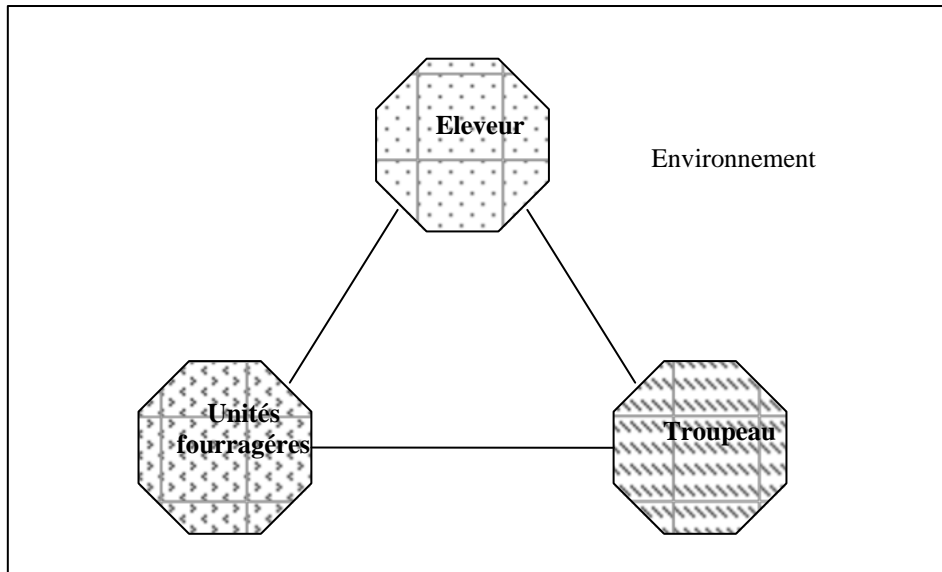 Eleveur
Environnement
Unités
fourragéres
Troupeau